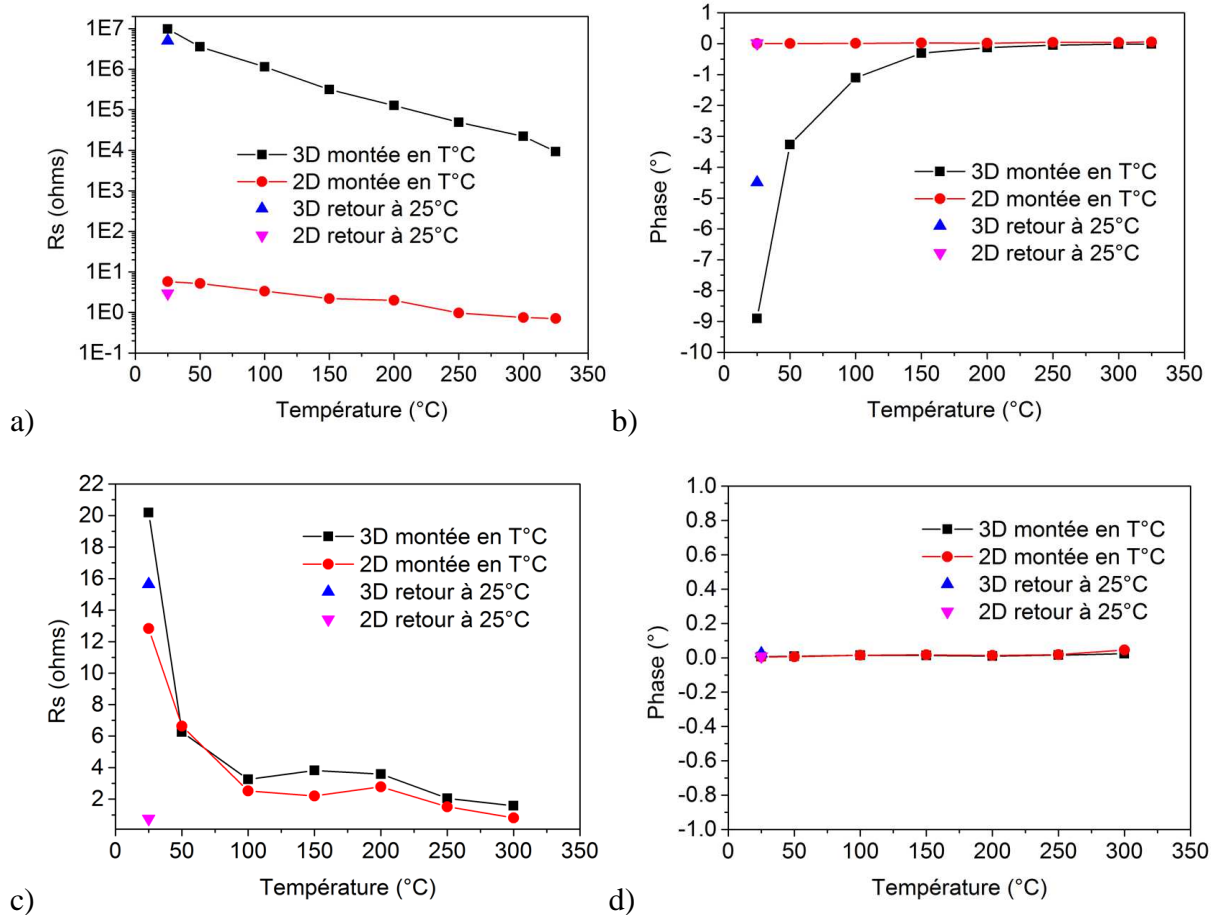 1E7
1E6
1E5
1E4
1E3
1E2
1E1
1E0
1E-1
Rs (ohms)
3D montée en T°C
2D montée en T°C
3D retour à 25°C
2D retour à 25°C
0 50 100 150 200 250 300 350
Température (°C)
a)
1
0
-1
-2
-3
-4
-5
-6
-7
-8
-9
-10
Phase (°)
3D montée en T°C
2D montée en T°C
3D retour à 25°C
2D retour à 25°C
0 50 100 150 200 250 300 350
Température (°C)
b)
22
20
18
16
14
12
10
8
6
4
2
Rs (ohms)
3D montée en T°C
2D montée en T°C
3D retour à 25°C
2D retour à 25°C
0 50 100 150 200 250 300 350
Température (°C)
c)
1.0
0.8
0.6
0.4
0.2
0.0
-0.2
-0.4
-0.6
-0.8
-1.0
Phase (°)
3D montée en T°C
2D montée en T°C
3D retour à 25°C
2D retour à 25°C
0 50 100 150 200 250 300 350
Température (°C)
d)